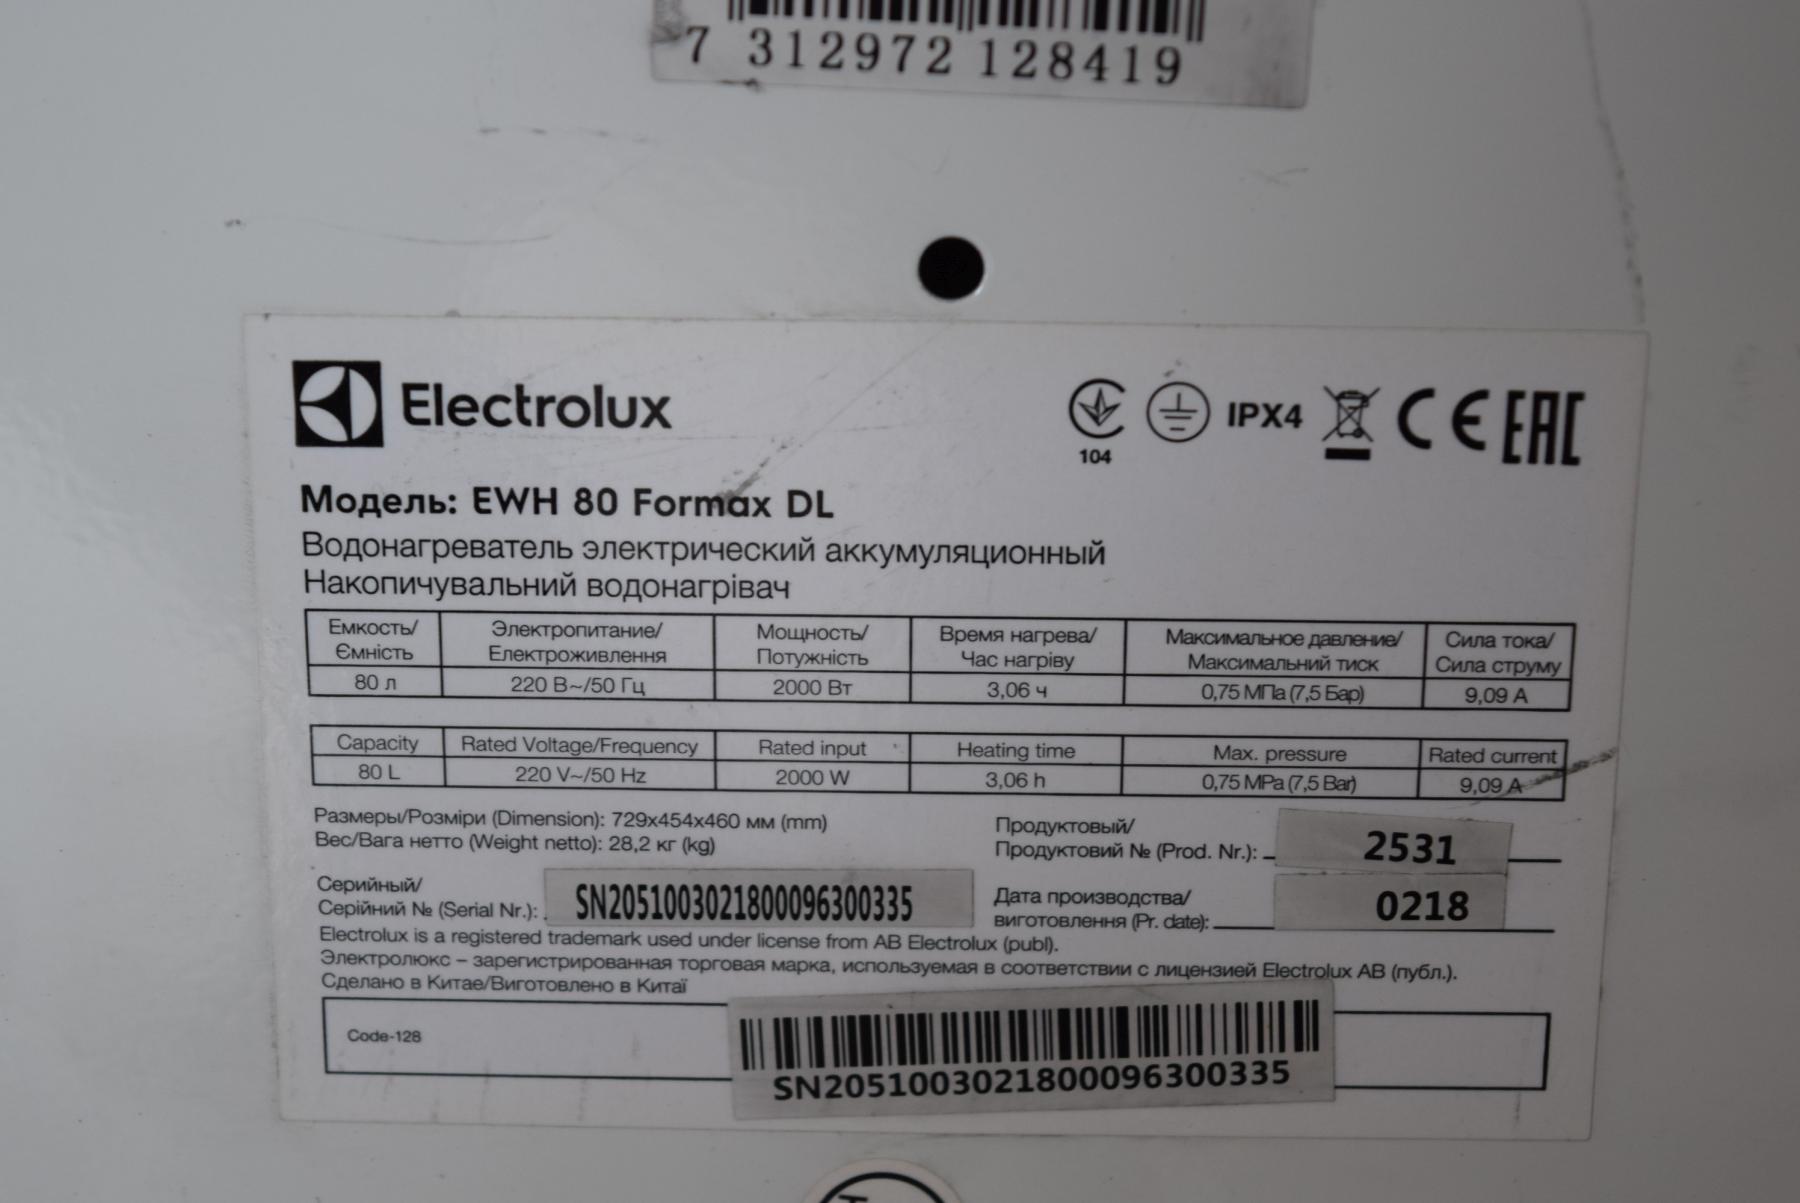 7 312972 128419
Electrolux
104
IPX4
CE
EAC
Модель: EWH 80 Formax DL
Водонагреватель электрический аккумуляционный
Накопичувальний водонагрівач
Емкость/ Электропитание/ Мощность/ Время нагрева/ Максимальное давление/ Сила тока/
Ємність Електроживлення Потужність Час нагріву Максимальний тиск Сила струму
80 л 220 В~/50 Гц 2000 Вт 3,06 ч 0,75 МПа (7,5 Бар) 9,09 А
Capacity Rated Voltage/Frequency Rated input Heating time Max. pressure Rated current
80 L 220 V~/50 Hz 2000 W 3,06 h 0,75 MPa (7,5 Bar) 9,09 A
Размеры/Розміри (Dimension): 729x454x460 мм (mm)
Вес/Вага нетто (Weight netto): 28,2 кг (kg)
Продуктовый/
Продуктовий № (Prod. Nr.): 2531
Серийный/
Серійний № (Serial Nr.): SN2051003021800096300335
Дата производства/
виготовлення (Pr. date): 0218
Electrolux is a registered trademark used under license from AB Electrolux (publ).
Электролюкс – зарегистрированная торговая марка, используемая в соответствии с лицензией Electrolux AB (публ.).
Сделано в Китае/Виготовлено в Китаї
Code-128
SN2051003021800096300335